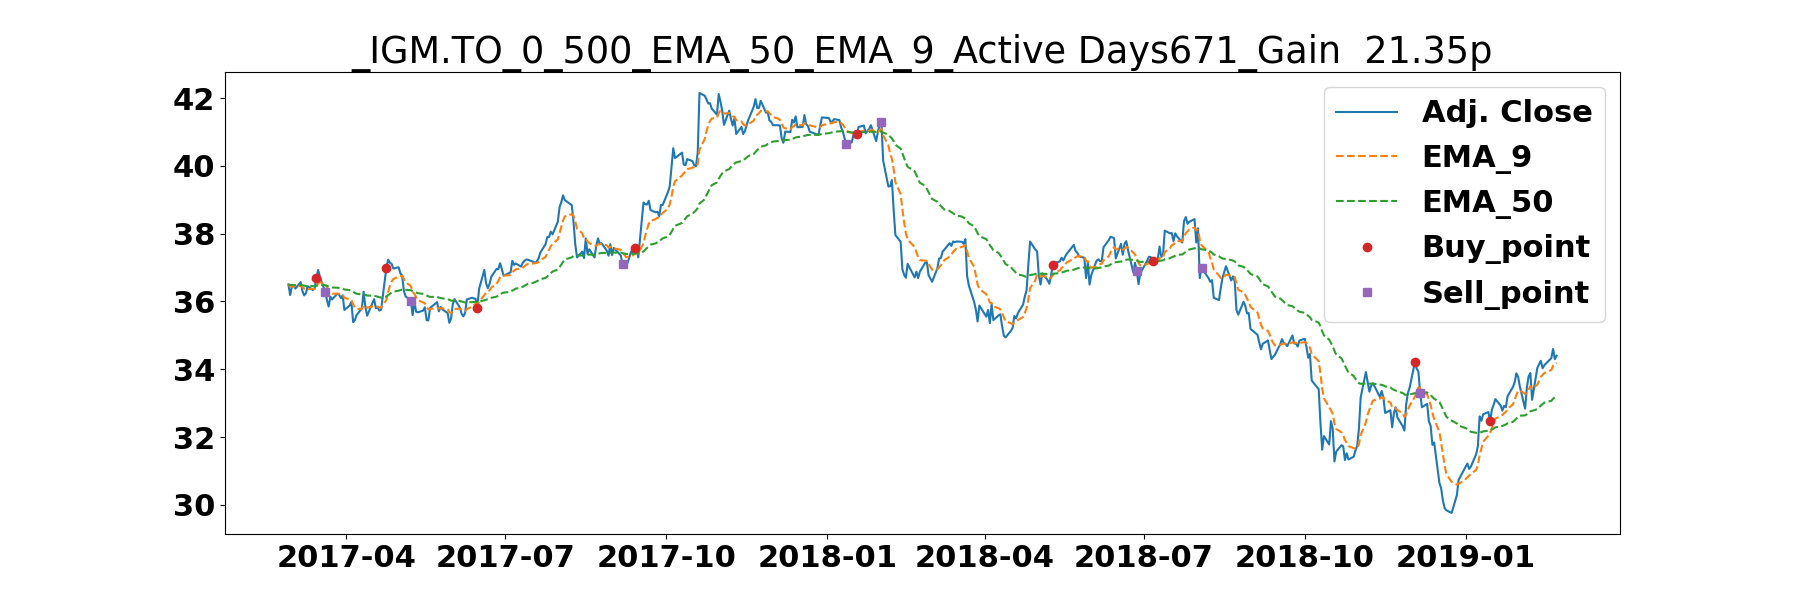 _IGM.TO_0_500_EMA_50_EMA_9_Active Days671_Gain  21.35p
42
40
38
36
34
32
30
2017-04 2017-07 2017-10 2018-01 2018-04 2018-07 2018-10 2019-01
Adj. Close
EMA_9
EMA_50
Buy_point
Sell_point